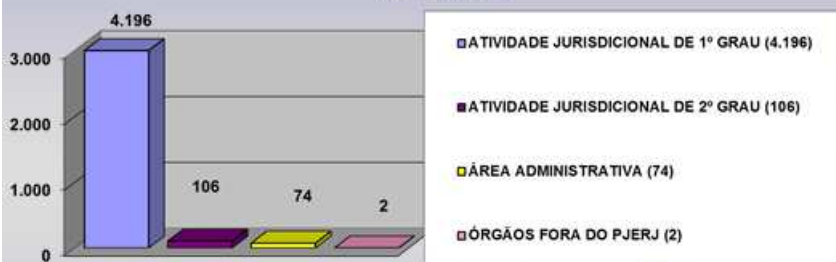 4.196
3.000
2.000
1.000
0
106
74
2
ATIVIDADE JURISDICIONAL DE 1º GRAU (4.196)
ATIVIDADE JURISDICIONAL DE 2º GRAU (106)
ÁREA ADMINISTRATIVA (74)
ÓRGÃOS FORA DO PJERJ (2)